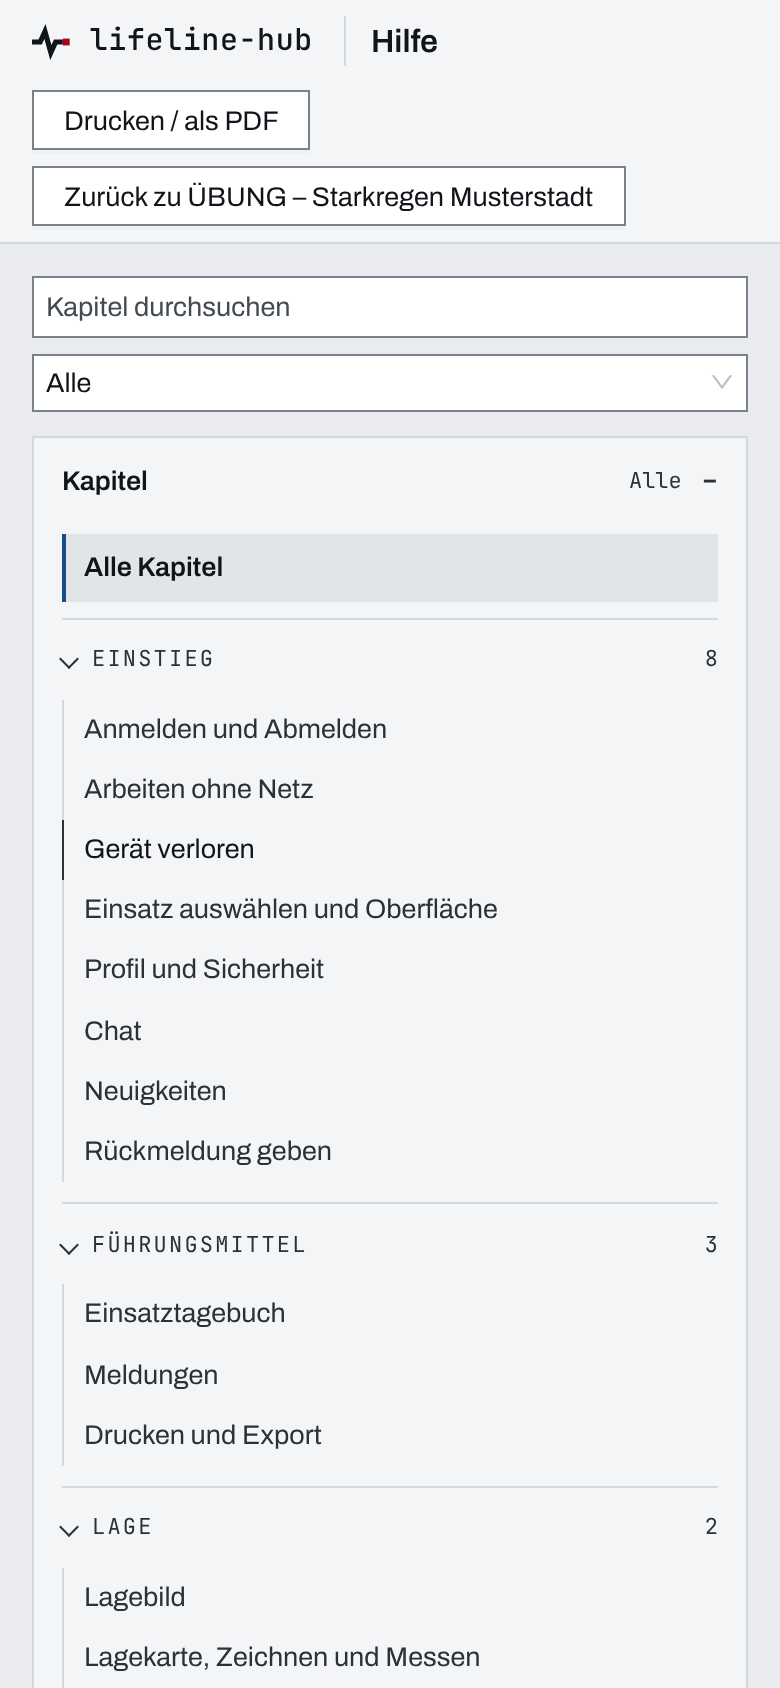 lifeline-hub Hilfe
Drucken / als PDF
Zurück zu ÜBUNG – Starkregen Musterstadt
Kapitel durchsuchen
Alle
Kapitel Alle –
Alle Kapitel
EINSTIEG 8
Anmelden und Abmelden
Arbeiten ohne Netz
Gerät verloren
Einsatz auswählen und Oberfläche
Profil und Sicherheit
Chat
Neuigkeiten
Rückmeldung geben
FÜHRUNGSMITTEL 3
Einsatztagebuch
Meldungen
Drucken und Export
LAGE 2
Lagebild
Lagekarte, Zeichnen und Messen